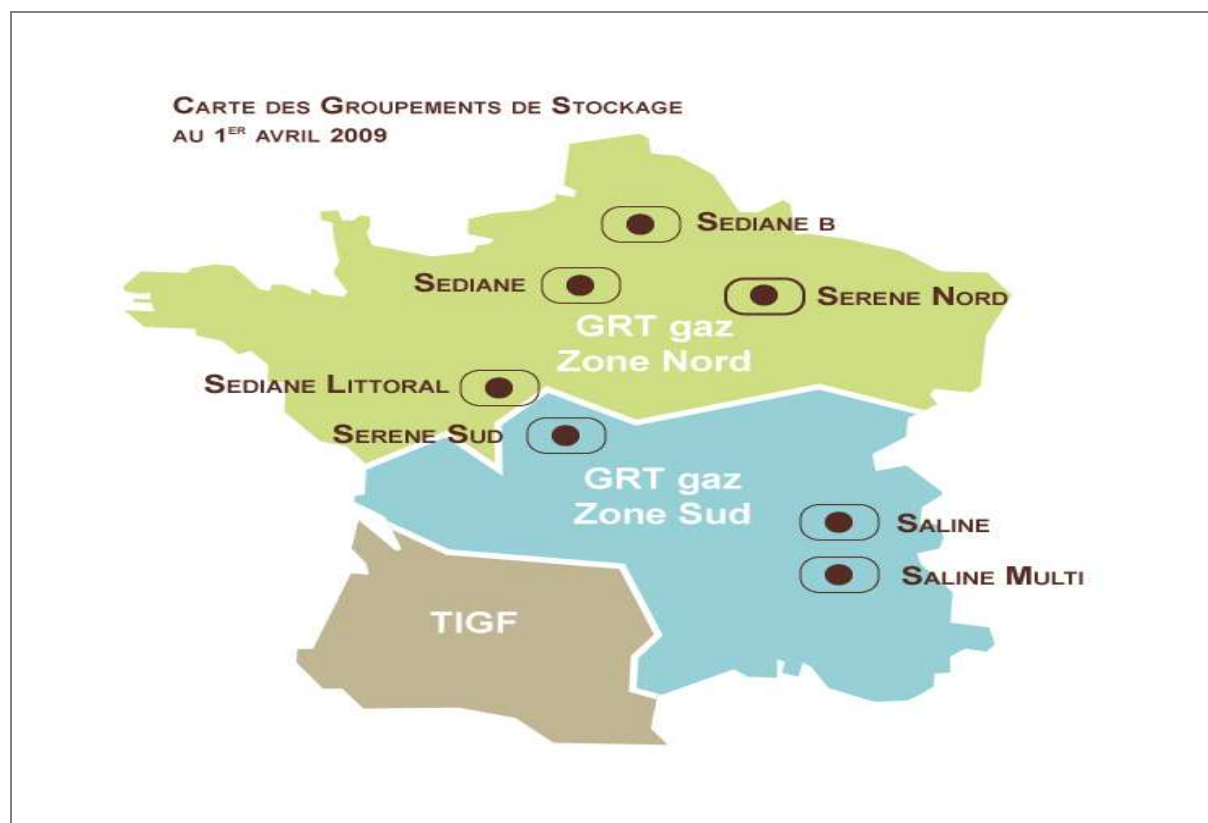 Carte des Groupements de Stockage
au 1er avril 2009
Sediane B
Sediane
Serene Nord
GRT gaz
Zone Nord
Sediane Littoral
Serene Sud
GRT gaz
Zone Sud
Saline
Saline Multi
TIGF